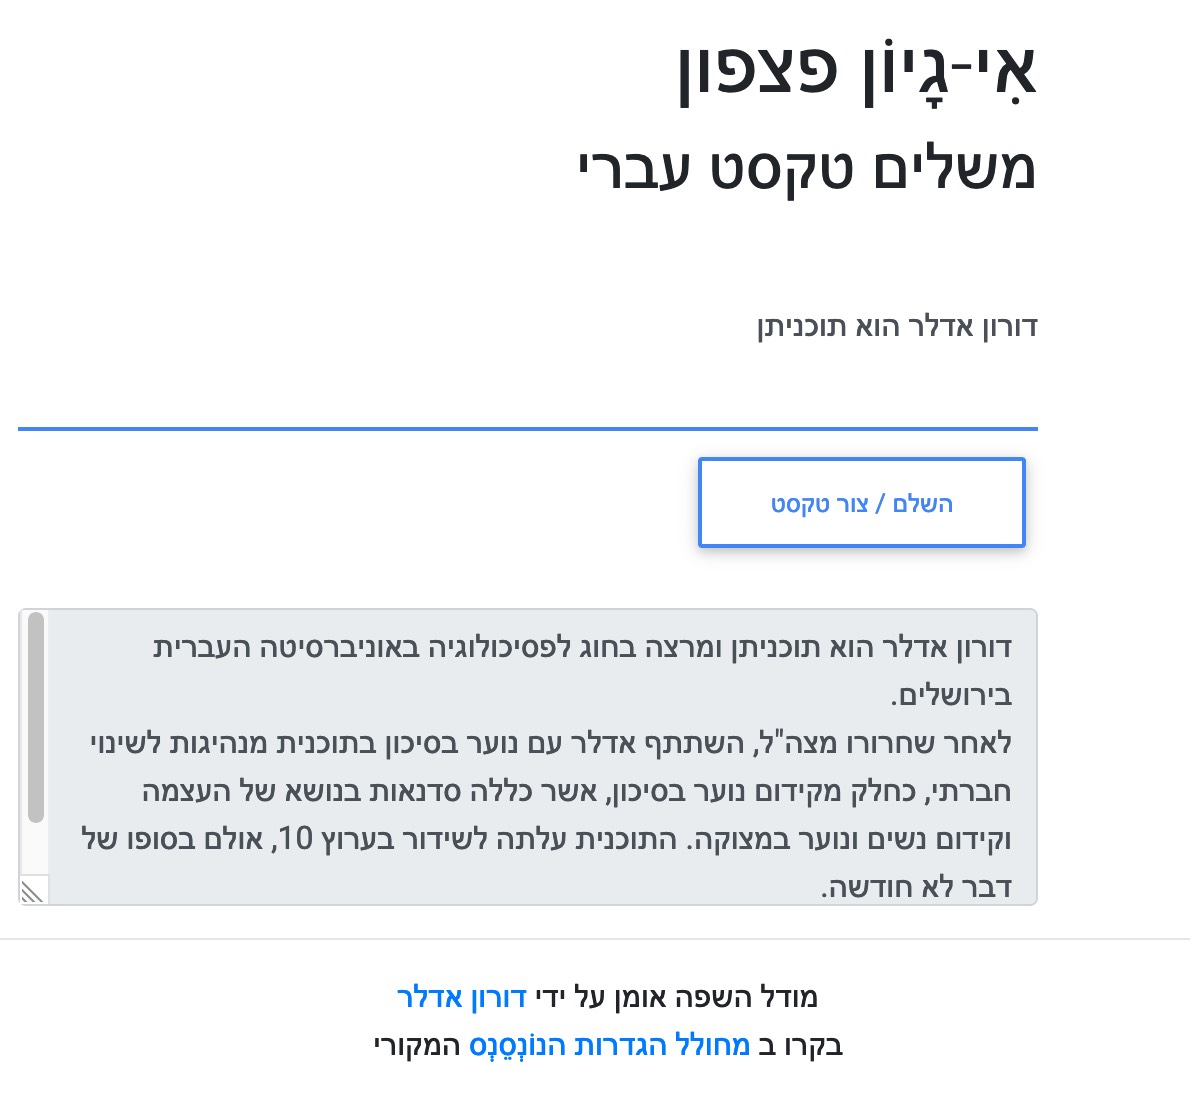 אִי-גָיוֹן פצפון
משלים טקסט עברי
דורון אדלר הוא תוכניתן
השלם / צור טקסט
דורון אדלר הוא תוכניתן ומרצה בחוג לפסיכולוגיה באוניברסיטה העברית
בירושלים.
לאחר שחרורו מצה"ל, השתתף אדלר עם נוער בסיכון בתוכנית מנהיגות לשינוי
חברתי, כחלק מקידום נוער בסיכון, אשר כללה סדנאות בנושא של העצמה
וקידום נשים ונוער במצוקה. התוכנית עלתה לשידור בערוץ 10, אולם בסופו של
דבר לא חודשה.
מודל השפה אומן על ידי דורון אדלר
בקרו ב מחולל הגדרות הנוֹנְסֵנְס המקורי